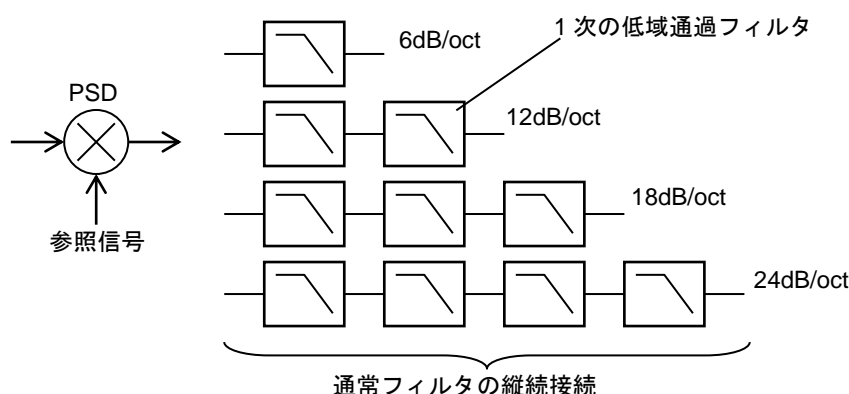 6dB/oct
1 次の低域通過フィルタ
PSD
12dB/oct
18dB/oct
参照信号
24dB/oct
通常フィルタの縦続接続